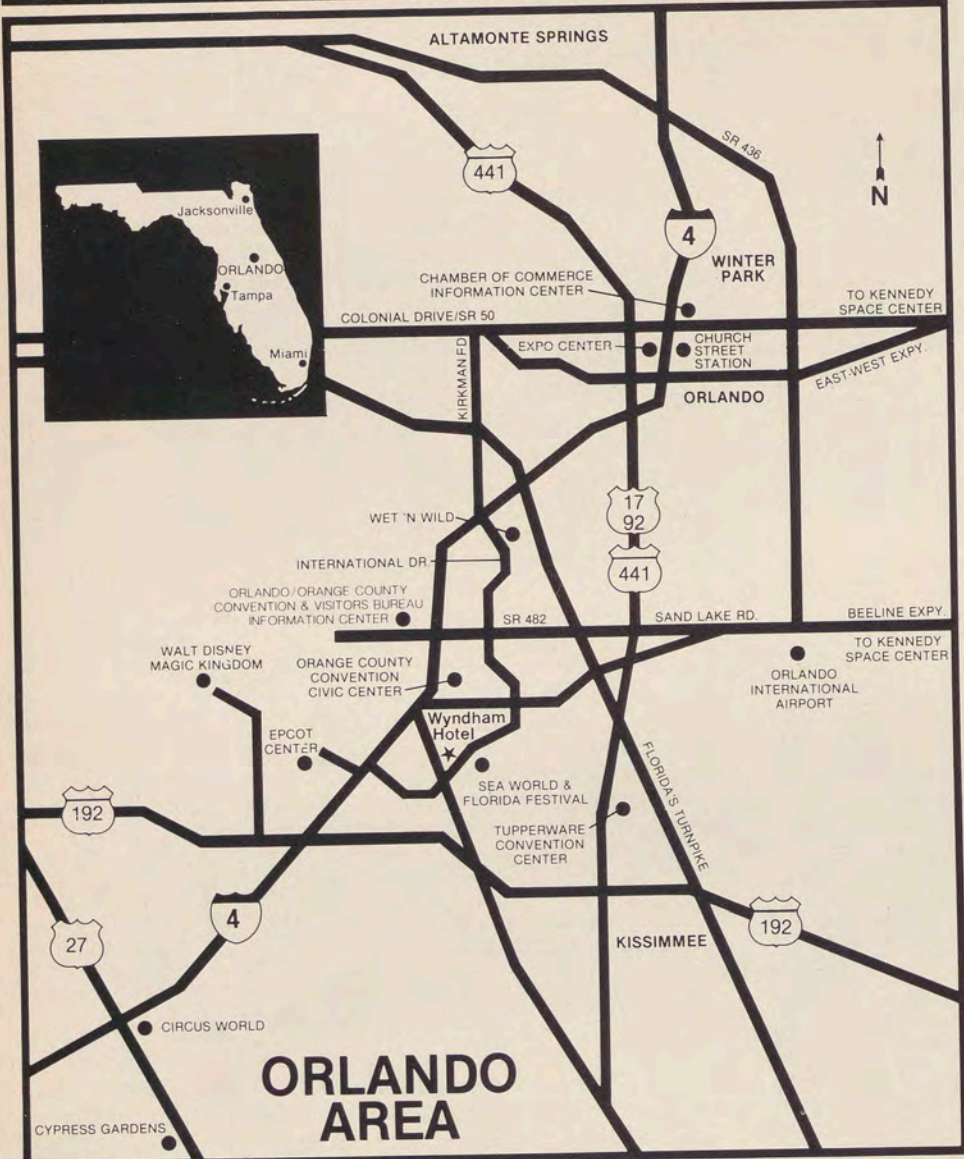 ALTAMONTE SPRINGS
SR 436
441
N
4
WINTER
PARK
Jacksonville
ORLANDO
Tampa
Miami
CHAMBER OF COMMERCE
INFORMATION CENTER
TO KENNEDY
SPACE CENTER
COLONIAL DRIVE/SR 50
EXPO CENTER
CHURCH
STREET
STATION
EAST-WEST EXPY.
KIRKMAN RD
ORLANDO
17
92
WET 'N WILD
INTERNATIONAL DR.
441
ORLANDO/ORANGE COUNTY
CONVENTION & VISITORS BUREAU
INFORMATION CENTER
SR 482
SAND LAKE RD.
BEELINE EXPY.
TO KENNEDY
SPACE CENTER
WALT DISNEY
MAGIC KINGDOM
ORANGE COUNTY
CONVENTION
CIVIC CENTER
ORLANDO
INTERNATIONAL
AIRPORT
Wyndham
Hotel
EPCOT
CENTER
SEA WORLD &
FLORIDA FESTIVAL
FLORIDA'S TURNPIKE
192
TUPPERWARE
CONVENTION
CENTER
4
27
KISSIMMEE
192
CIRCUS WORLD
ORLANDO
AREA
CYPRESS GARDENS